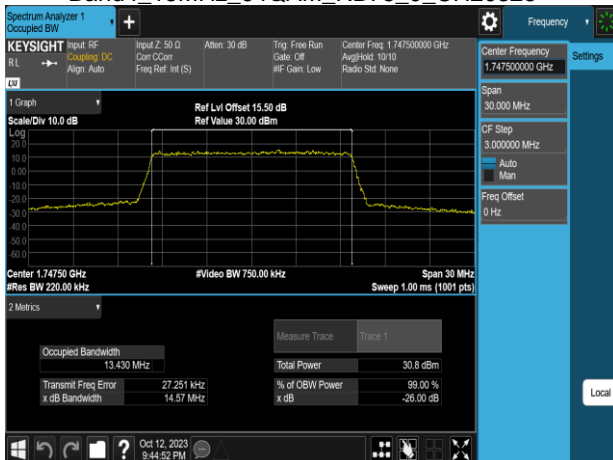 Spectrum Analyzer 1
Occupied BW
Frequency
KEYSIGHT
RL
LXI
Input: RF
Coupling: DC
Align: Auto
Input Z: 50 Ω
Corr CCorr
Freq Ref: Int (S)
Atten: 30 dB
Trig: Free Run
Gate: Off
#IF Gain: Low
Center Freq: 1.747500000 GHz
Avg|Hold: 10/10
Radio Std: None
1 Graph
Scale/Div 10.0 dB
Ref Lvl Offset 15.50 dB
Ref Value 30.00 dBm
Log
20.0
10.0
0.00
-10.0
-20.0
-30.0
-40.0
-50.0
-60.0
Center 1.74750 GHz
#Res BW 220.00 kHz
#Video BW 750.00 kHz
Span 30 MHz
Sweep 1.00 ms (1001 pts)
2 Metrics
Measure Trace
Trace 1
Occupied Bandwidth
13.430 MHz
Total Power
30.8 dBm
Transmit Freq Error
27.251 kHz
% of OBW Power
99.00 %
x dB Bandwidth
14.57 MHz
x dB
-26.00 dB
Oct 12, 2023
9:44:52 PM
Center Frequency
1.747500000 GHz
Settings
Span
30.000 MHz
CF Step
3.000000 MHz
Auto
Man
Freq Offset
0 Hz
Local